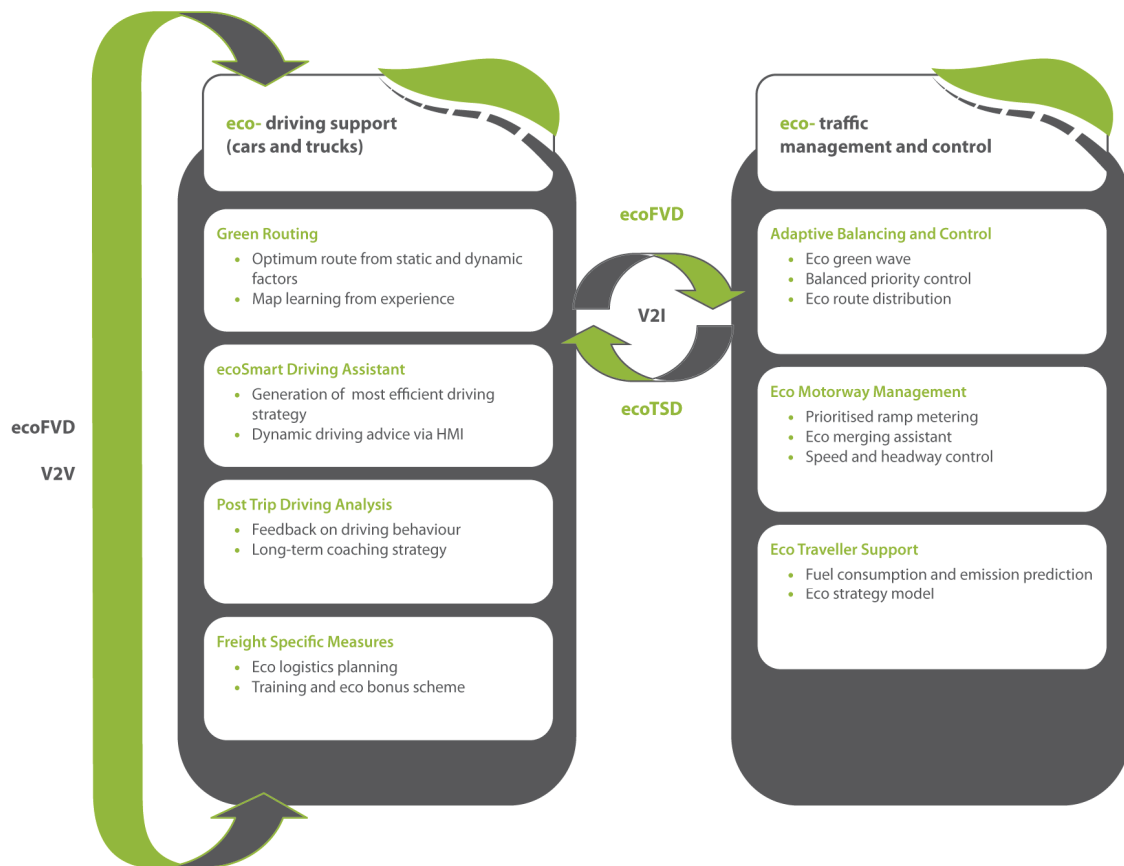 eco- driving support
(cars and trucks)
Green Routing
• Optimum route from static and dynamic
factors
• Map learning from experience
ecoSmart Driving Assistant
• Generation of most efficient driving
strategy
• Dynamic driving advice via HMI
Post Trip Driving Analysis
• Feedback on driving behaviour
• Long-term coaching strategy
Freight Specific Measures
• Eco logistics planning
• Training and eco bonus scheme
ecoFVD
V2V
ecoFVD
V2I
ecoTSD
eco- traffic
management and control
Adaptive Balancing and Control
• Eco green wave
• Balanced priority control
• Eco route distribution
Eco Motorway Management
• Prioritised ramp metering
• Eco merging assistant
• Speed and headway control
Eco Traveller Support
• Fuel consumption and emission prediction
• Eco strategy model